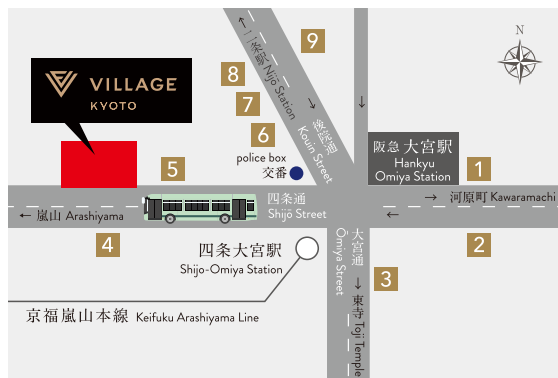 N
9
二条駅 Nijō Station
8
VILLAGE
KYOTO
7
6
後院通
Kouin Street
police box
交番
阪急 大宮駅
Hankyu
Omiya Station
5
1
四条通
Shijō Street
→ 河原町 Kawaramachi
← 嵐山 Arashiyama
←
4
2
四条大宮駅
Shijo-Omiya Station
大宮通
Ōmiya Street
3
→ 東寺 Toji Temple
京福嵐山本線 Keifuku Arashiyama Line